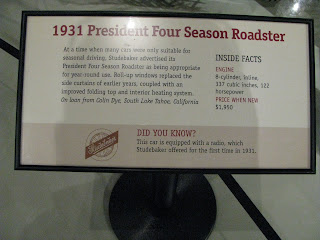 1931 President Four Season Roadster
At a time when many cars were only suitable for
seasonal driving, Studebaker advertised its
President Four Season Roadster as being appropriate
for year-round use. Roll-up windows replaced the
side curtains of earlier years, coupled with an
improved folding top and interior heating system.
On loan from Colin Dye, South Lake Tahoe, California
INSIDE FACTS
ENGINE
8-cylinder, inline,
337 cubic inches, 122
horsepower
PRICE WHEN NEW
$1,950
Studebaker
DID YOU KNOW?
This car is equipped with a radio, which
Studebaker offered for the first time in 1931.